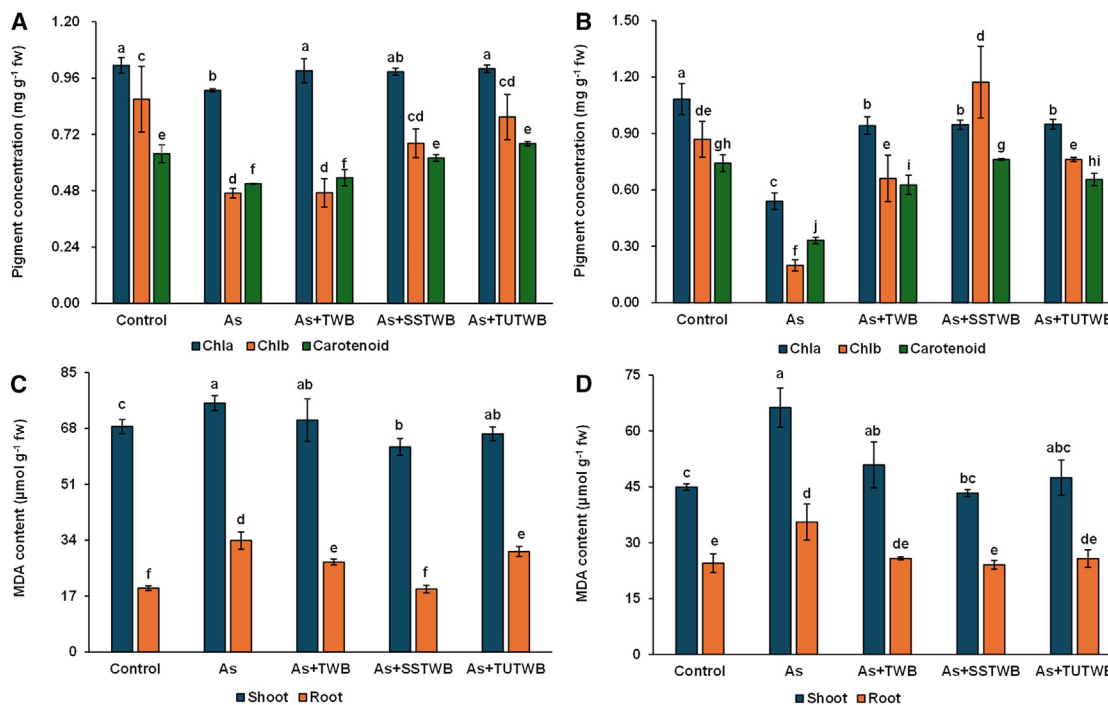 A
Pigment concentration (mg g⁻¹ fw)
1.20
0.96
0.72
0.48
0.24
0.00
a c e
b d f
a d f
ab cd e
a cd e
Control As As+TWB As+SSTWB As+TUTWB
Chla Chlb Carotenoid
B
Pigment concentration (mg g⁻¹ fw)
1.50
1.20
0.90
0.60
0.30
0.00
a de gh
c f j
b e i
b d g
b e hi
Control As As+TWB As+SSTWB As+TUTWB
Chla Chlb Carotenoid
C
MDA content (µmol g⁻¹ fw)
85
68
51
34
17
0
c f
a d
ab e
b f
ab e
Control As As+TWB As+SSTWB As+TUTWB
Shoot Root
D
MDA content (µmol g⁻¹ fw)
75
60
45
30
15
0
c e
a d
ab de
bc e
abc de
Control As As+TWB As+SSTWB As+TUTWB
Shoot Root